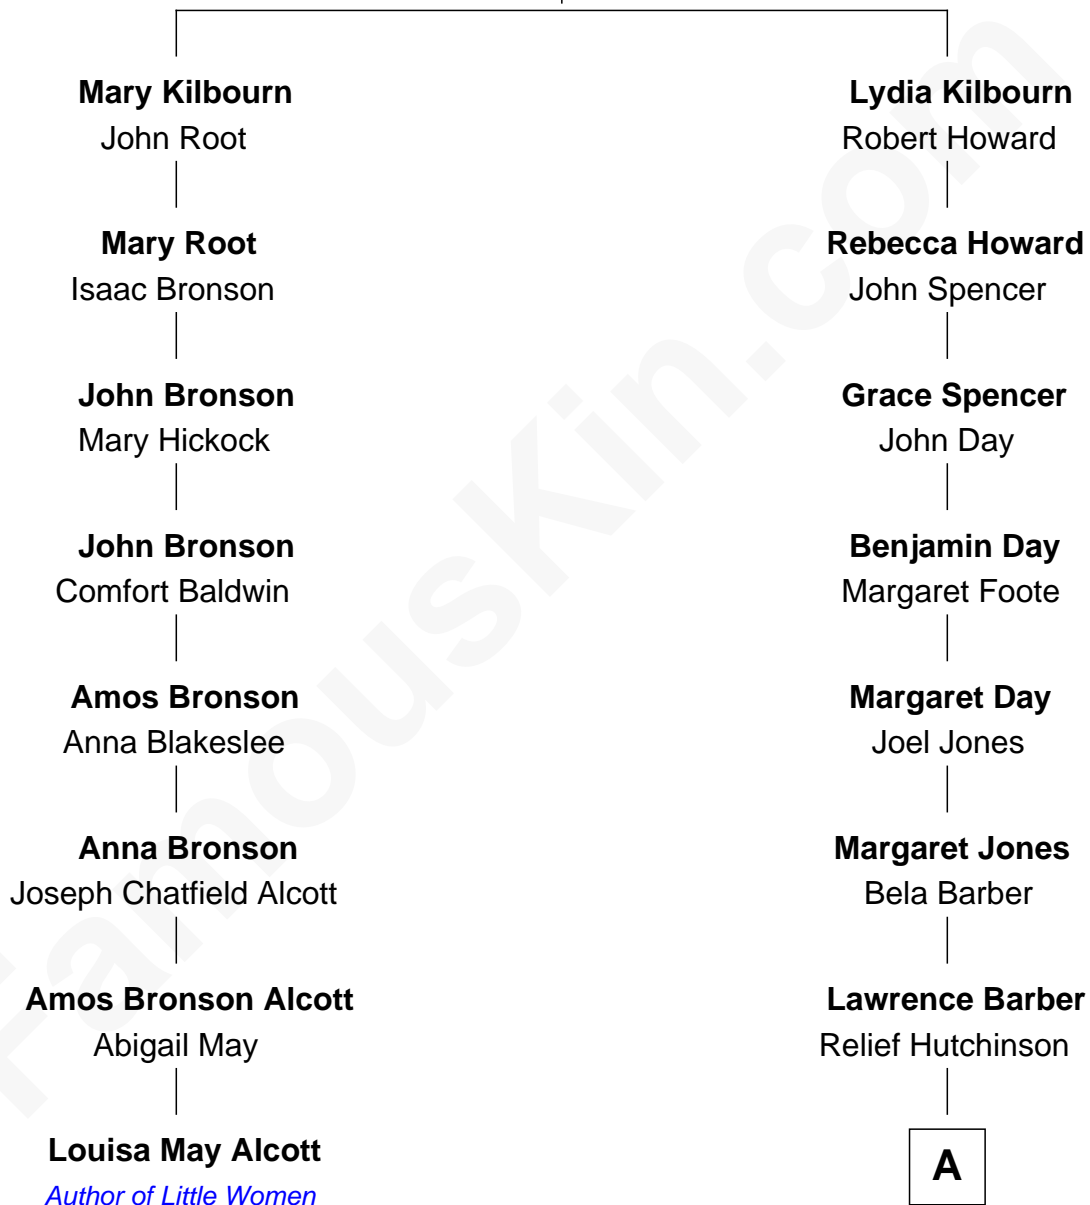 Mary Kilbourn
John Root
Mary Root
Isaac Bronson
John Bronson
Mary Hickock
John Bronson
Comfort Baldwin
Amos Bronson
Anna Blakeslee
Anna Bronson
Joseph Chatfield Alcott
Amos Bronson Alcott
Abigail May
Louisa May Alcott
Author of Little Women
Lydia Kilbourn
Robert Howard
Rebecca Howard
John Spencer
Grace Spencer
John Day
Benjamin Day
Margaret Foote
Margaret Day
Joel Jones
Margaret Jones
Bela Barber
Lawrence Barber
Relief Hutchinson
A
FamousKin.com